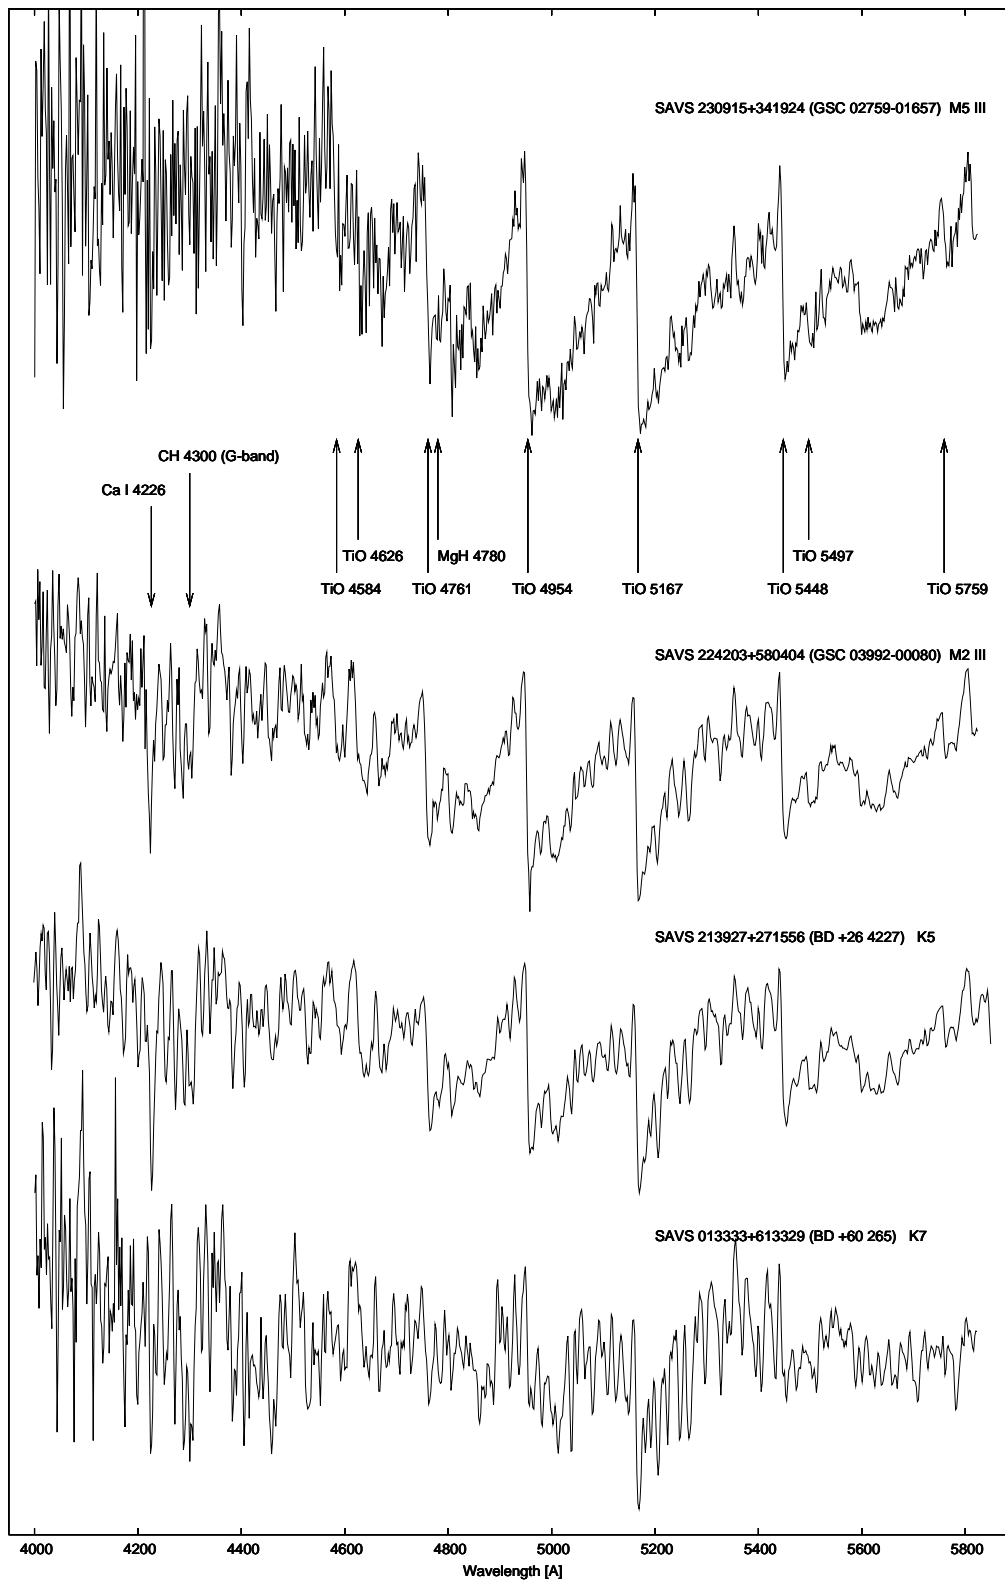 SAVS 230915+341924 (GSC 02759-01657) M5 III
CH 4300 (G-band)
Ca I 4226
TiO 4626
MgH 4780
TiO 5497
TiO 4584
TiO 4761
TiO 4954
TiO 5167
TiO 5448
TiO 5759
SAVS 224203+580404 (GSC 03992-00080) M2 III
SAVS 213927+271556 (BD +26 4227) K5
SAVS 013333+613329 (BD +60 265) K7
4000 4200 4400 4600 4800 5000 5200 5400 5600 5800
Wavelength [A]